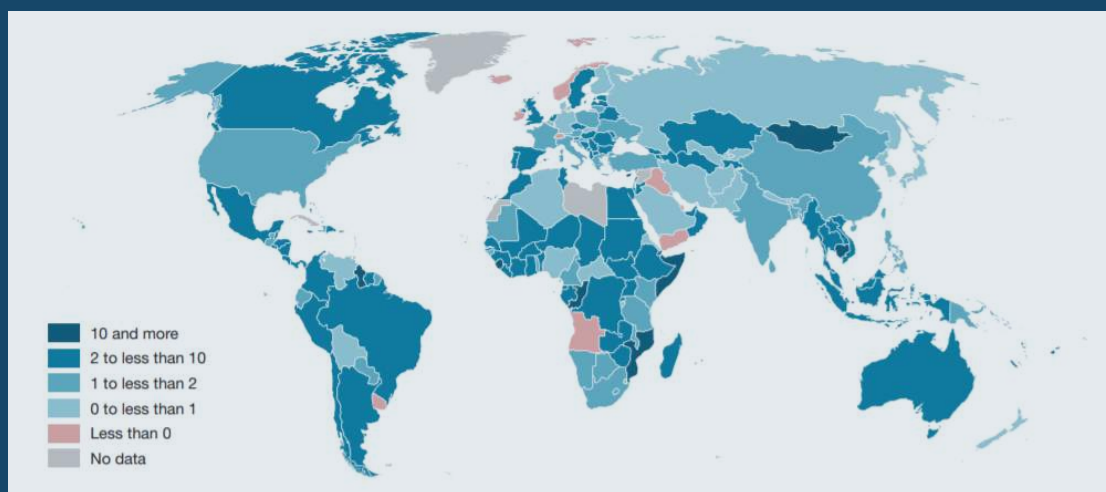 10 and more
2 to less than 10
1 to less than 2
0 to less than 1
Less than 0
No data